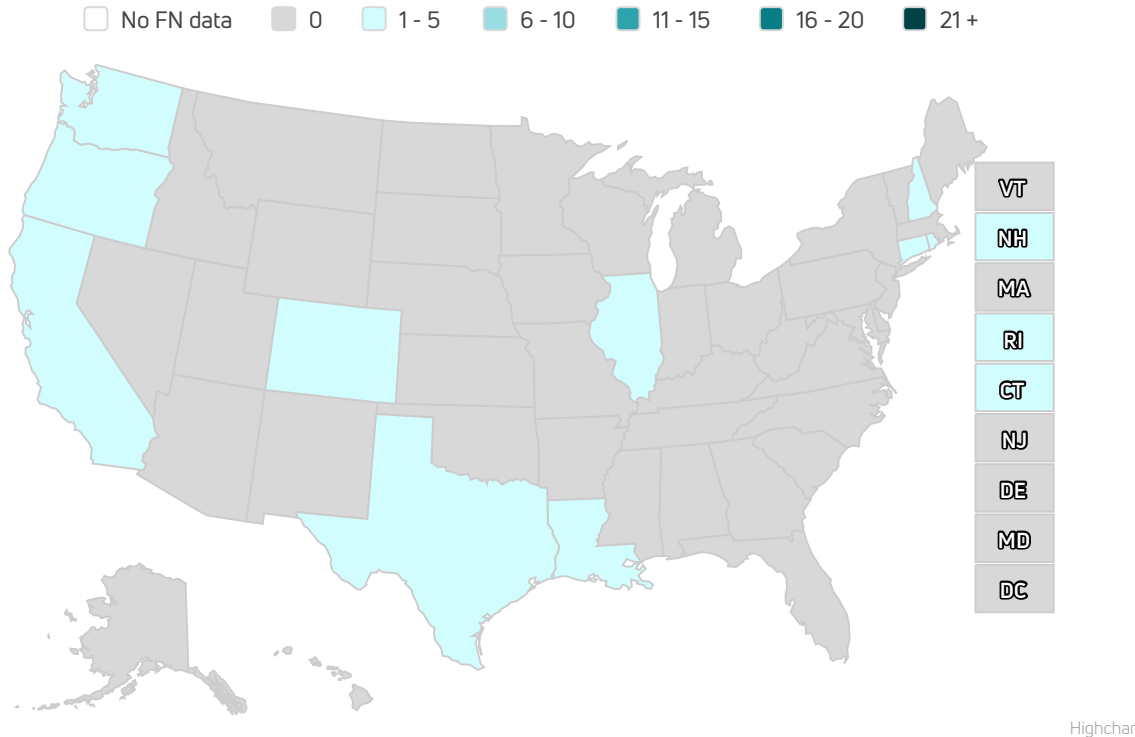 No FN data 0 1 - 5 6 - 10 11 - 15 16 - 20 21 +
VT
NH
MA
RI
CT
NJ
DE
MD
DC
Highchar